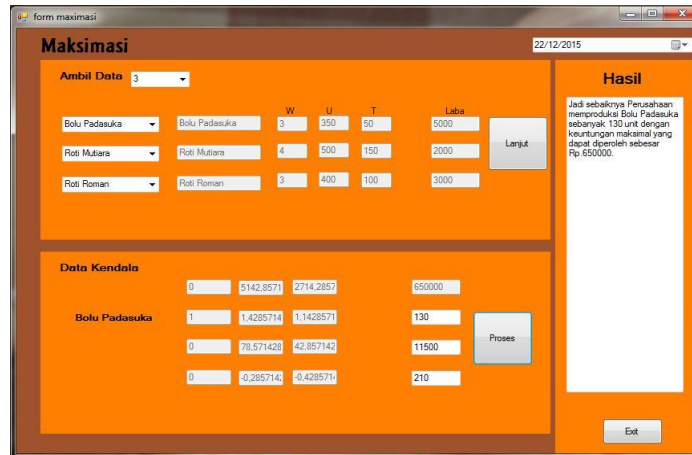 form maximasi
Maksimasi
22/12/2015
Ambil Data 3
W U T Laba
Bolu Padasuka Bolu Padasuka 3 350 50 5000
Roti Mutiara Roti Mutiara 4 500 150 2000
Roti Roman Roti Roman 3 400 100 3000
Lanjut
Hasil
Jadi sebaiknya Perusahaan
memproduksi Bolu Padasuka
sebanyak 130 unit dengan
keuntungan maksimal yang
dapat diperoleh sebesar
Rp.650000.
Data Kendala
0 5142,8571 2714,2857 650000
Bolu Padasuka 1 1,4285714 1,1428571 130
0 78,571428 42,857142 11500
0 -0,285714 -0,428571 210
Proses
Exit